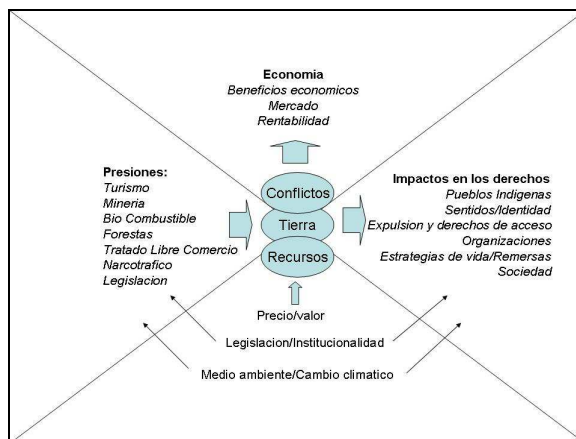 Economia
Beneficios economicos
Mercado
Rentabilidad
Presiones:
Turismo
Mineria
Bio Combustible
Forestas
Tratado Libre Comercio
Narcotrafico
Legislacion
Conflictos
Tierra
Recursos
Impactos en los derechos
Pueblos Indigenas
Sentidos/Identidad
Expulsion y derechos de acceso
Organizaciones
Estrategias de vida/Remersas
Sociedad
Precio/valor
Legislacion/Institucionalidad
Medio ambiente/Cambio climatico